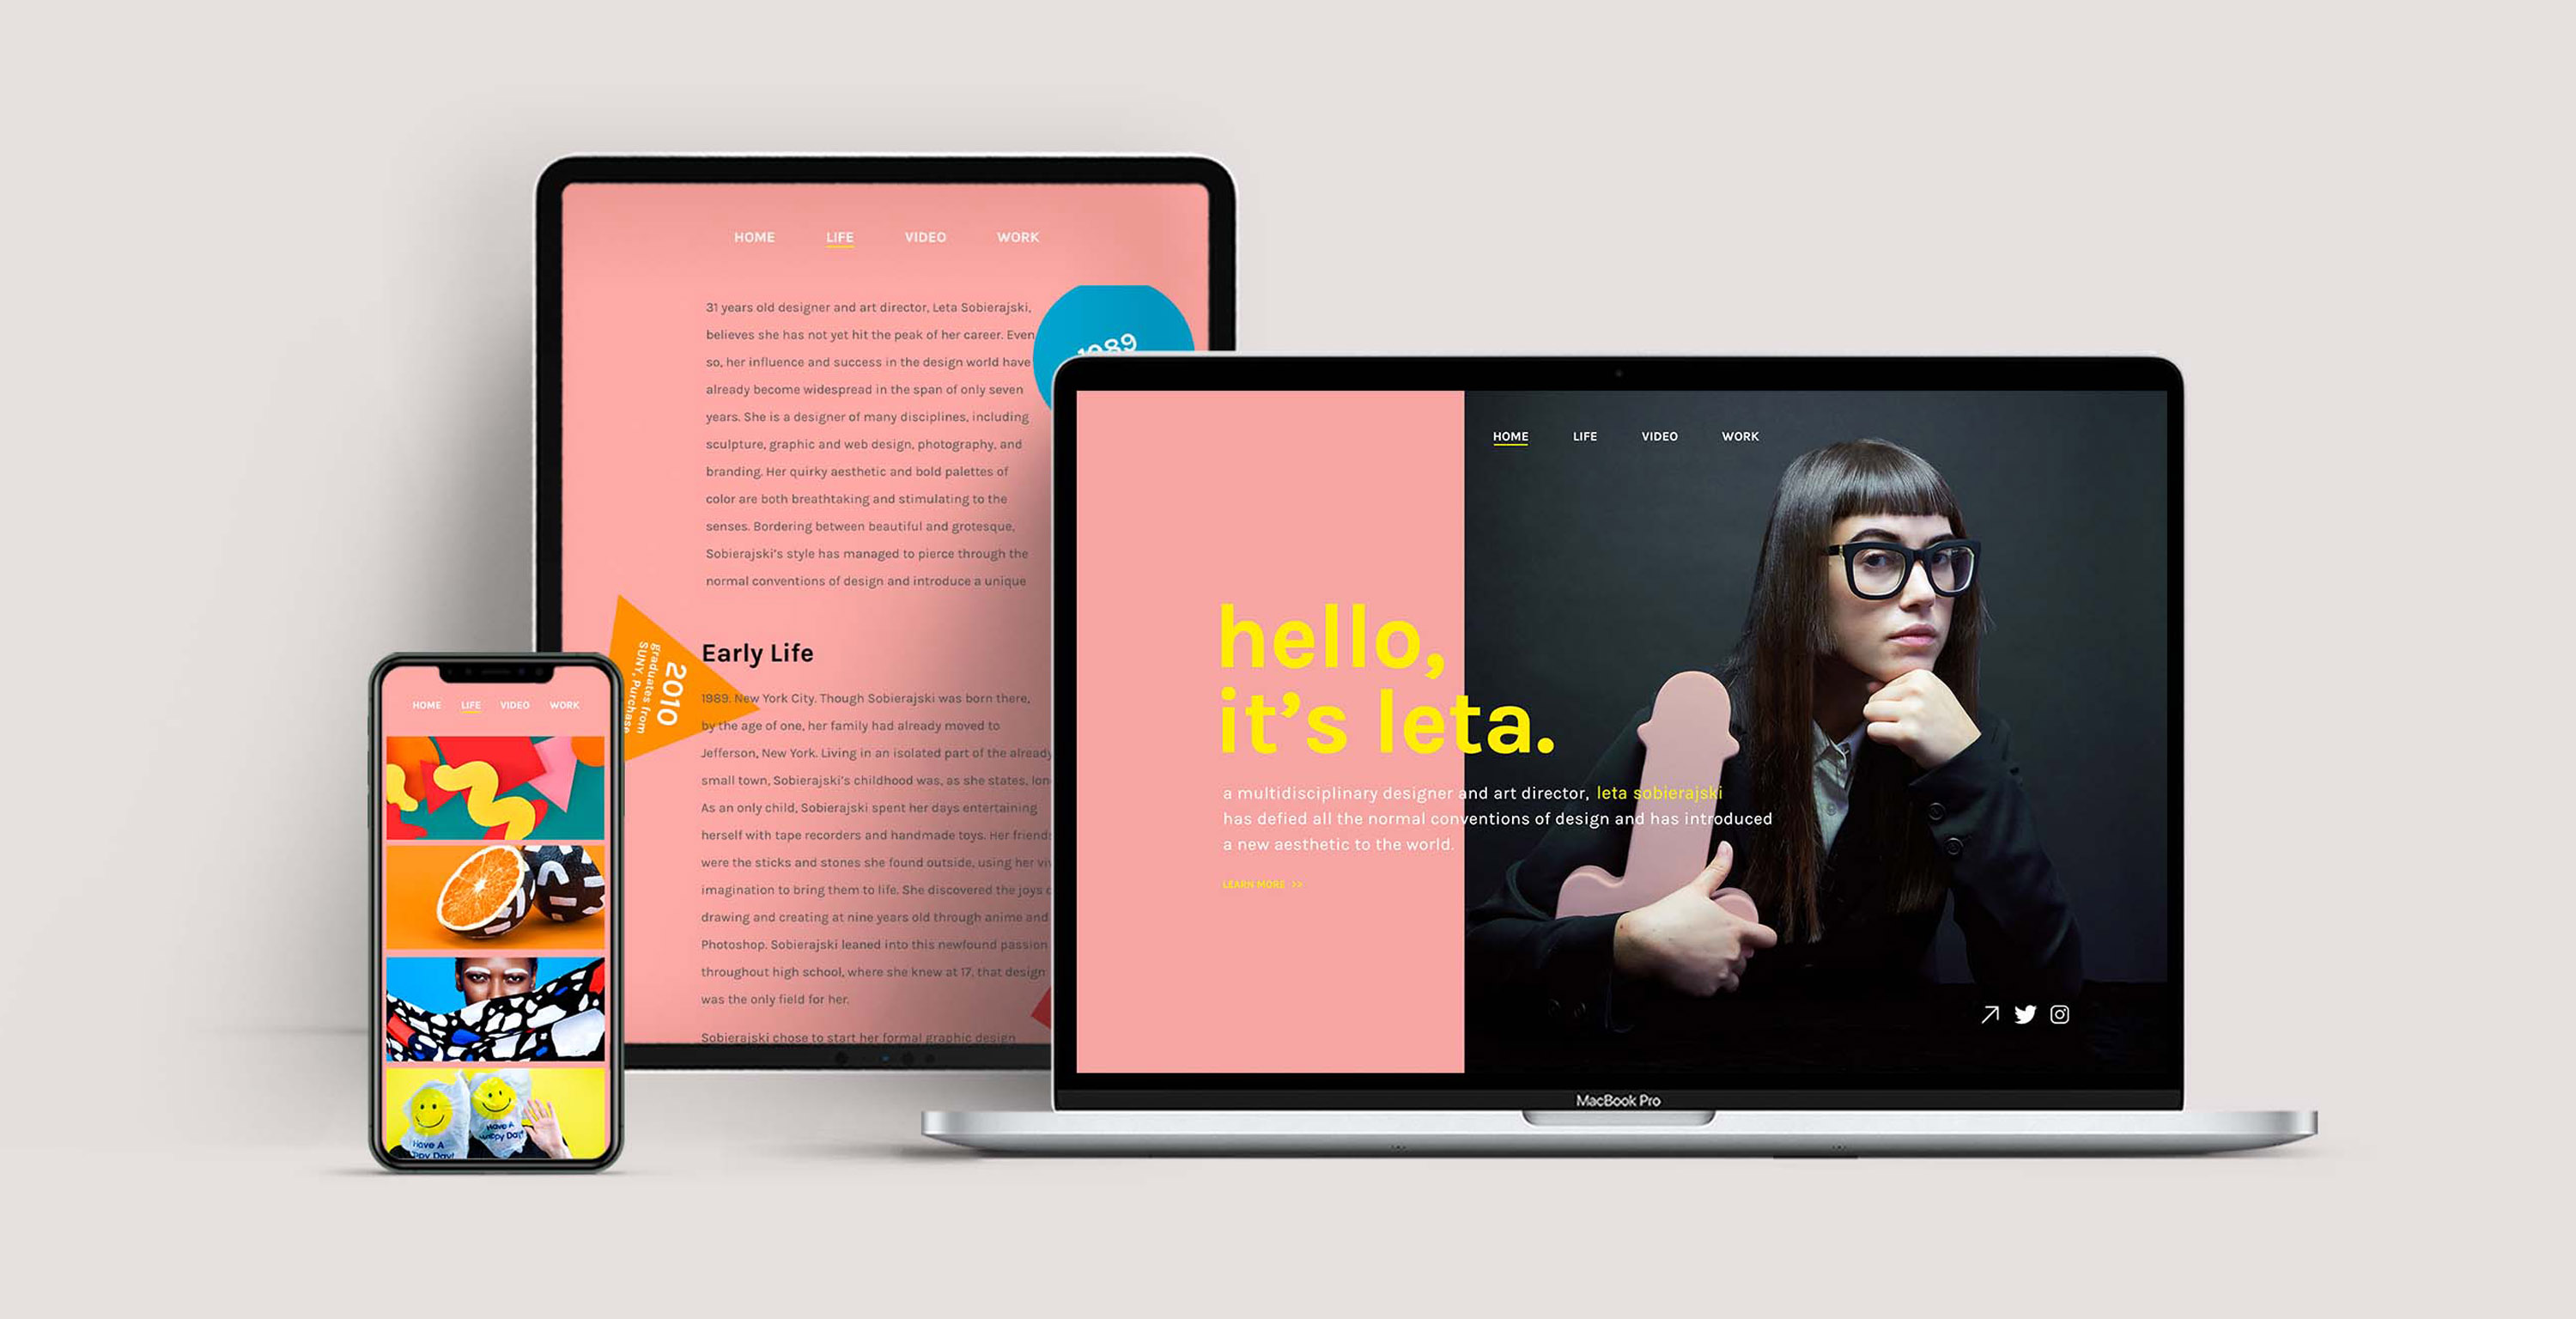 HOME LIFE VIDEO WORK
31 years old designer and art director, Leta Sobierajski,
believes she has not yet hit the peak of her career. Even
so, her influence and success in the design world have
already become widespread in the span of only seven
years. She is a designer of many disciplines, including
sculpture, graphic and web design, photography, and
branding. Her quirky aesthetic and bold palettes of
color are both breathtaking and stimulating to the
senses. Bordering between beautiful and grotesque,
Sobierajski's style has managed to pierce through the
normal conventions of design and introduce a unique
1989
2010
graduates from
SUNY, Purchase
Early Life
1989. New York City. Though Sobierajski was born there,
by the age of one, her family had already moved to
Jefferson, New York. Living in an isolated part of the already
small town, Sobierajski's childhood was, as she states,
As an only child, Sobierajski spent her days entertaining
herself with tape recorders and handmade toys. Her friends
were the sticks and stones she found outside, using her
imagination to bring them to life. She discovered the joys
drawing and creating at nine years old through anime and
Photoshop. Sobierajski leaned into this newfound passion
throughout high school, where she knew at 17, that design
was the only field for her.
Sobierajski chose to start her formal graphic design
HOME LIFE VIDEO WORK
Have A
ppy Day!
Have A
Happy Day!
HOME LIFE VIDEO WORK
hello,
it's leta.
a multidisciplinary designer and art director, leta sobierajski
has defied all the normal conventions of design and has introduced
a new aesthetic to the world.
LEARN MORE >>
MacBook Pro